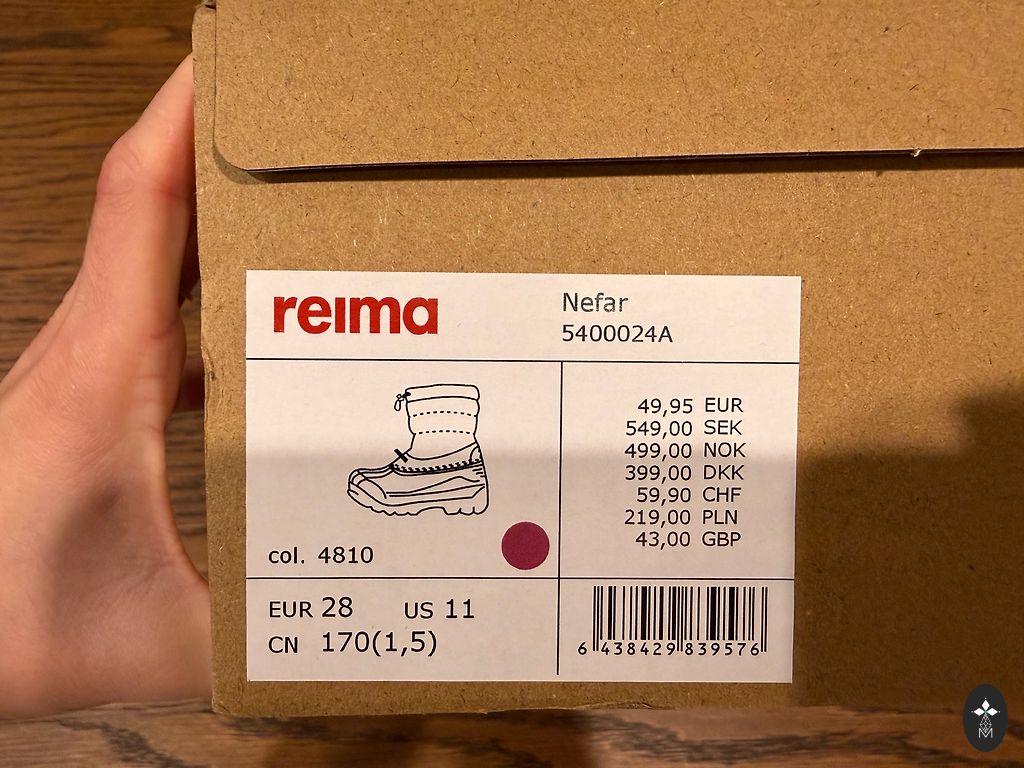 reima
Nefar
5400024A
49,95 EUR
549,00 SEK
499,00 NOK
399,00 DKK
59,90 CHF
219,00 PLN
43,00 GBP
col. 4810
EUR 28 US 11
CN 170(1,5)
6 438429 839576
M